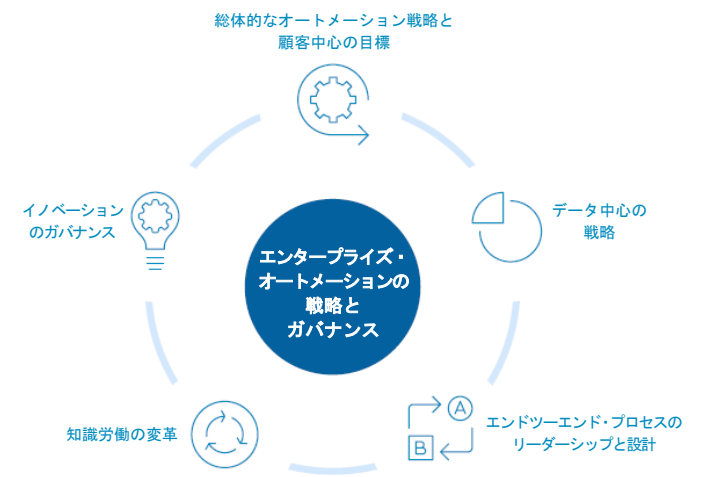 総体的なオートメーション戦略と
顧客中心の目標
イノベーション
のガバナンス
データ中心の
戦略
エンタープライズ・
オートメーションの
戦略と
ガバナンス
知識労働の変革
A
B
エンドツーエンド・プロセスの
リーダーシップと設計